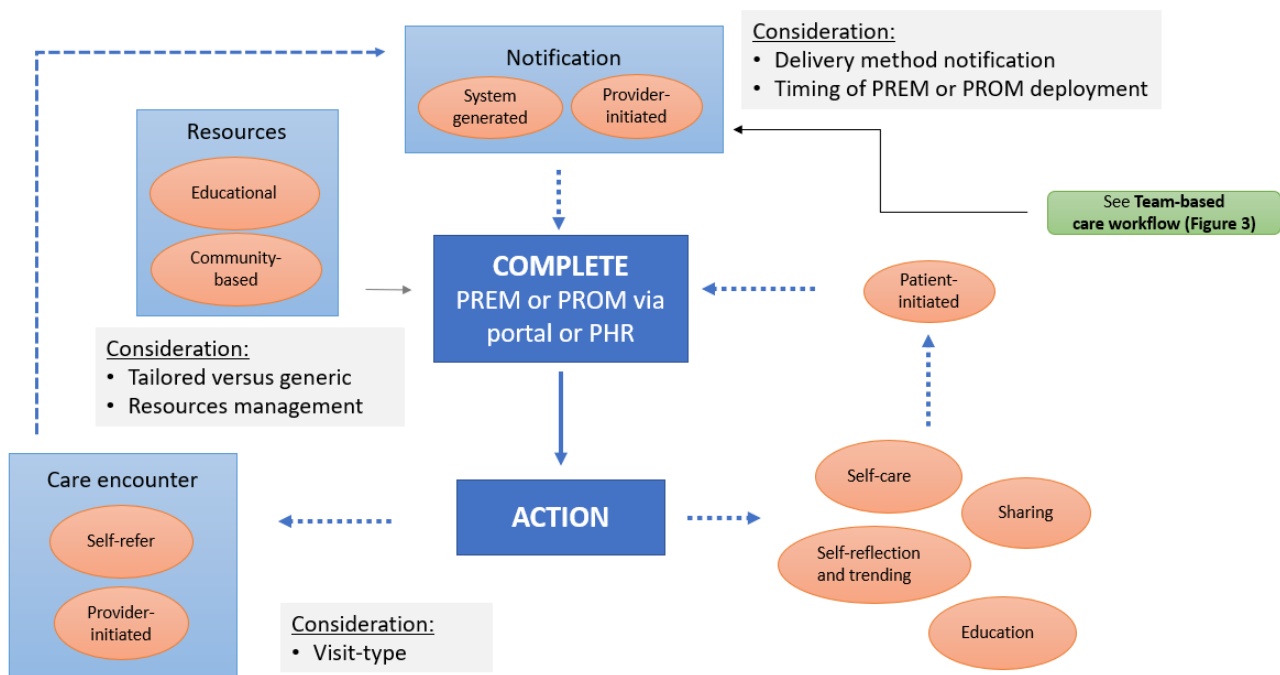 Notification
System
generated
Provider-
initiated
Consideration:
• Delivery method notification
• Timing of PREM or PROM deployment
Resources
Educational
Community-
based
See Team-based
care workflow (Figure 3)
COMPLETE
PREM or PROM via
portal or PHR
Patient-
initiated
Consideration:
• Tailored versus generic
• Resources management
Care encounter
Self-refer
Provider-
initiated
ACTION
Self-care
Sharing
Self-reflection
and trending
Education
Consideration:
• Visit-type